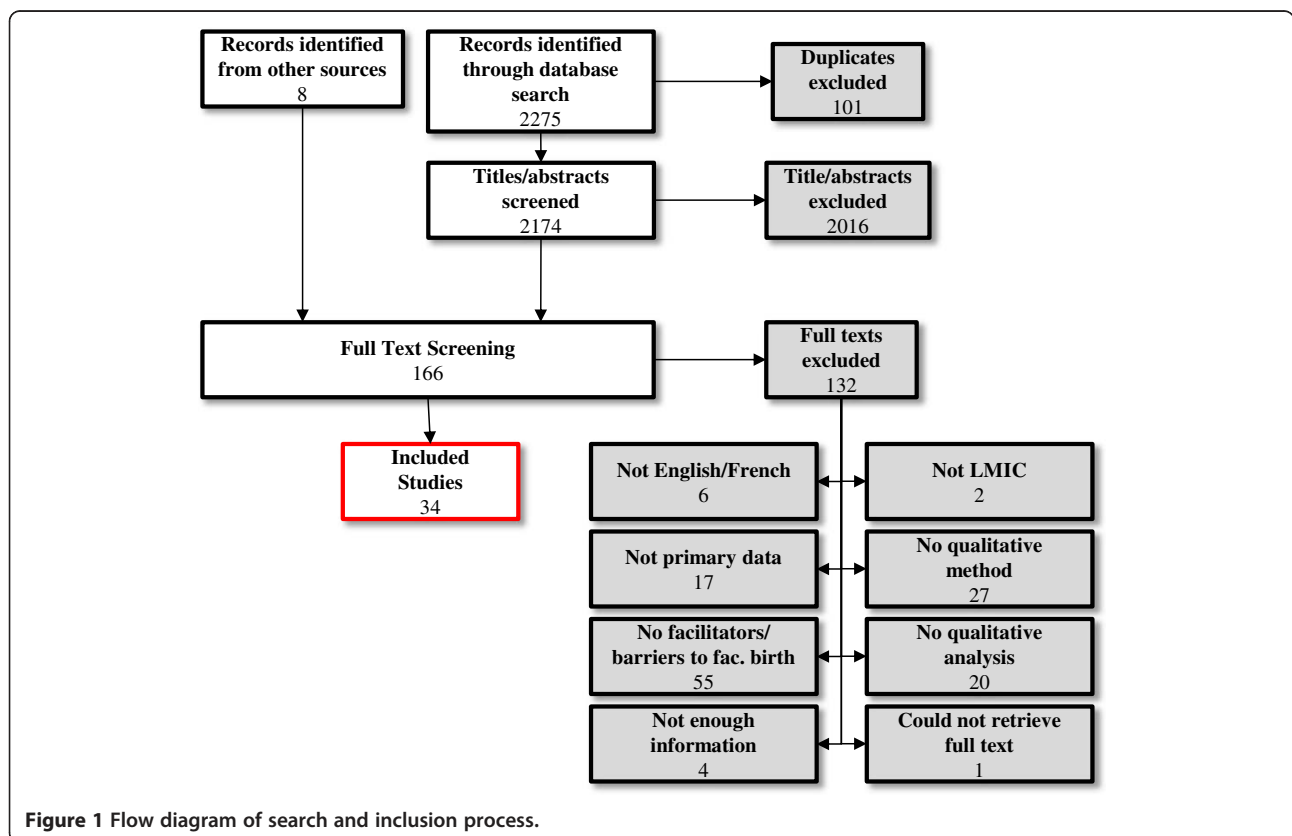 Records identified
from other sources
8
Records identified
through database
search
2275
Duplicates
excluded
101
Titles/abstracts
screened
2174
Title/abstracts
excluded
2016
Full Text Screening
166
Full texts
excluded
132
Included
Studies
34
Not English/French
6
Not LMIC
2
Not primary data
17
No qualitative
method
27
No facilitators/
barriers to fac. birth
55
No qualitative
analysis
20
Not enough
information
4
Could not retrieve
full text
1
Figure 1 Flow diagram of search and inclusion process.